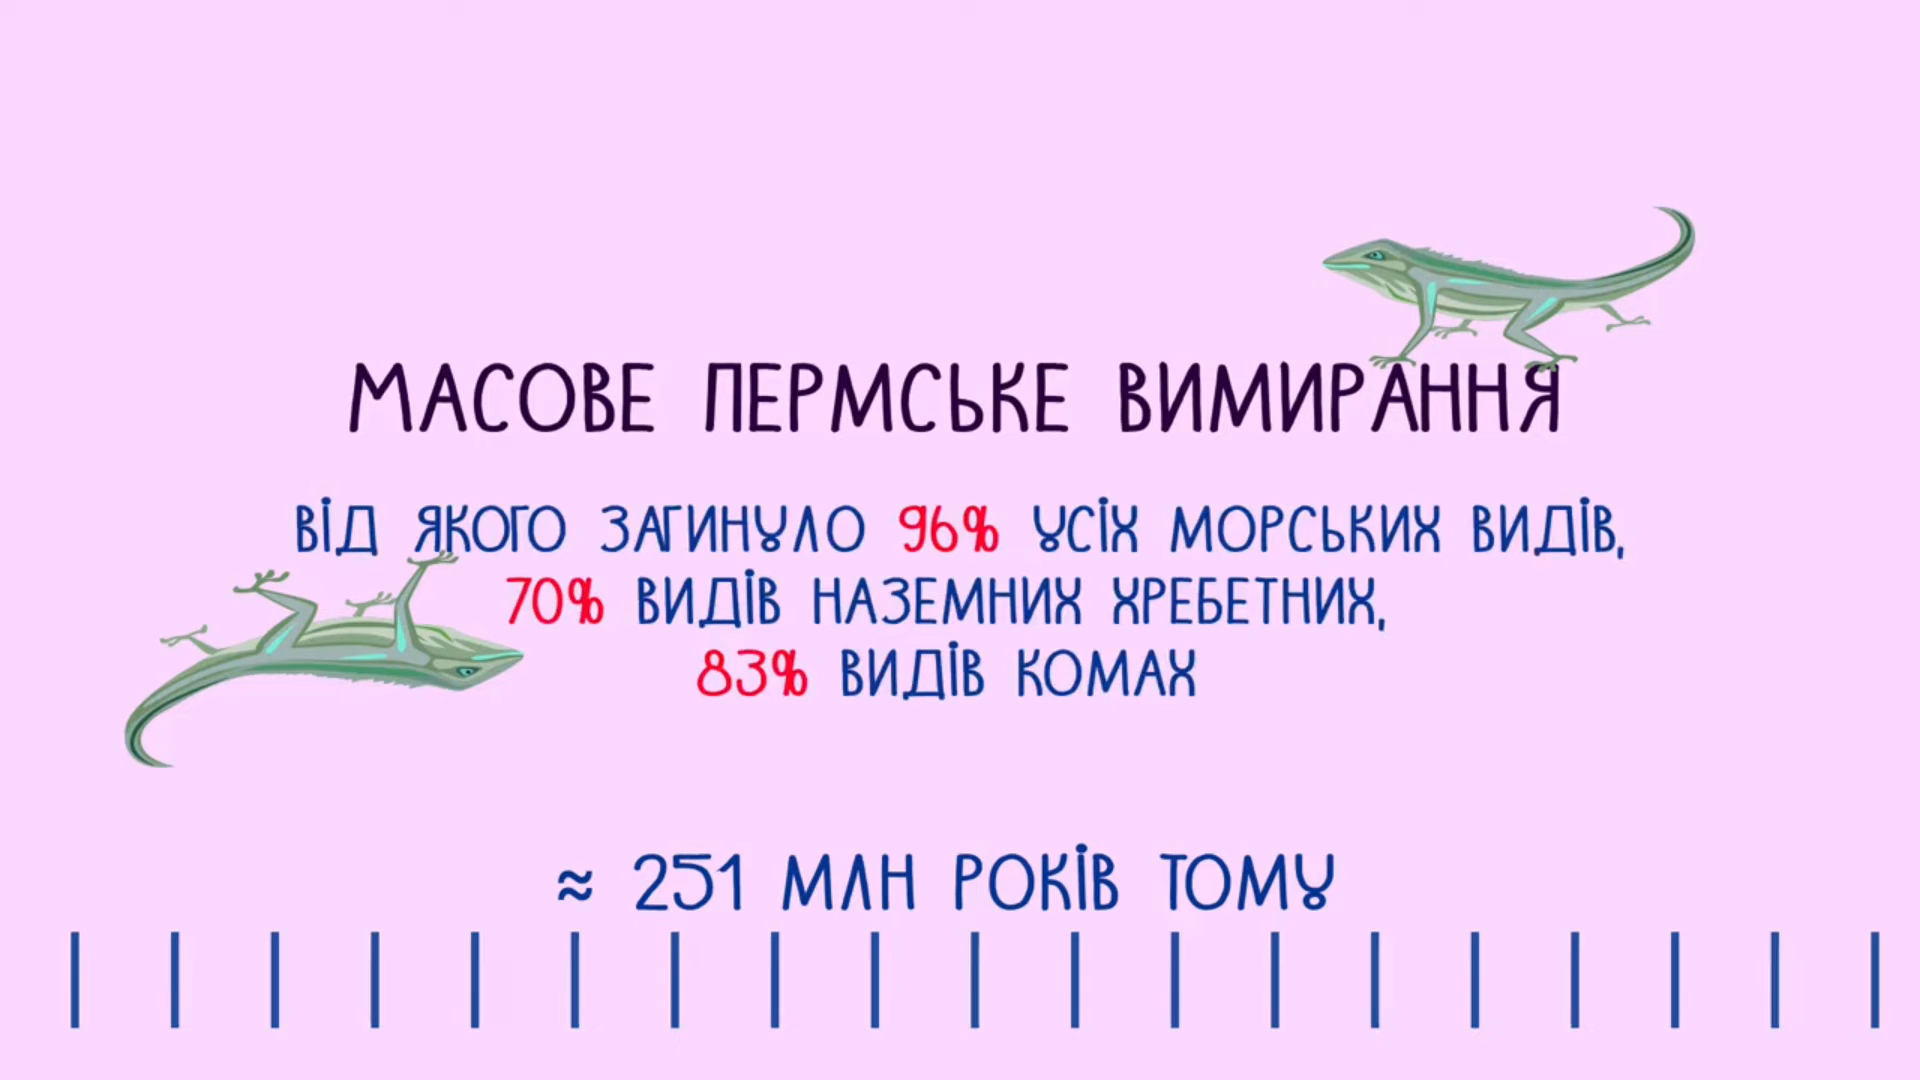 МАСОВЕ ПЕРМСЬКЕ ВИМИРАННЯ
ВІД ЯКОГО ЗАГИНУЛО 96% УСІХ МОРСЬКИХ ВИДІВ,
70% ВИДІВ НАЗЕМНИХ ХРЕБЕТНИХ,
83% ВИДІВ КОМАХ
≈ 251 МЛН РОКІВ ТОМУ